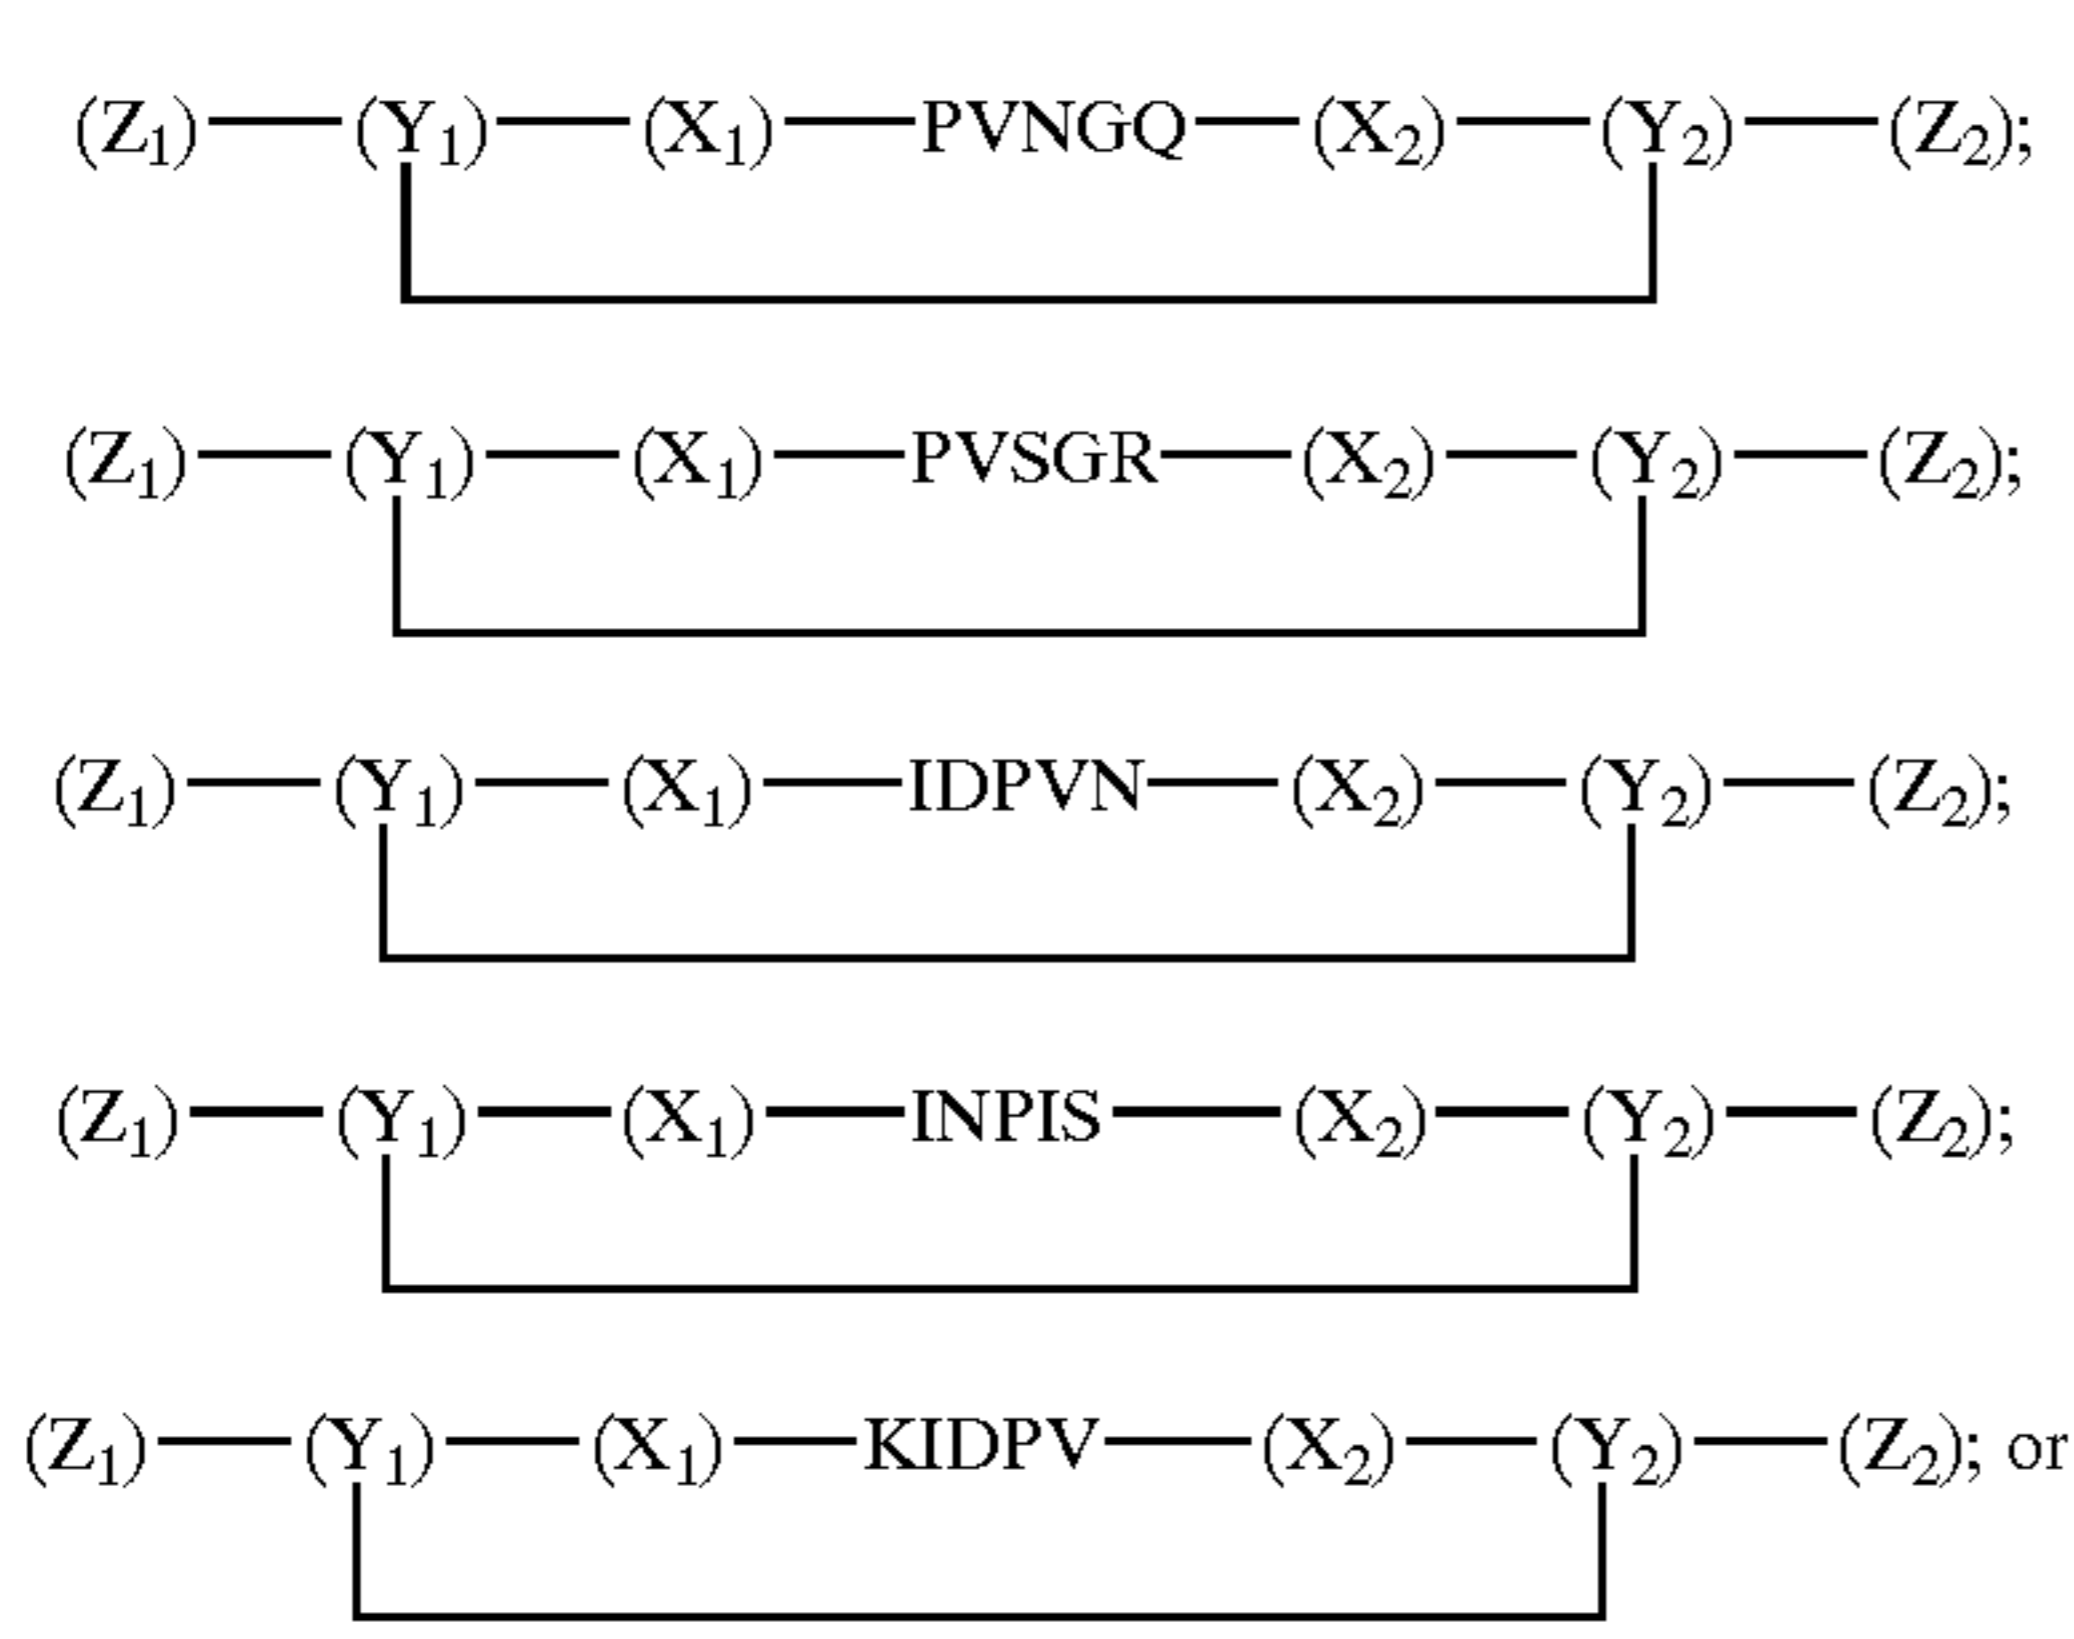 (Z₁)—(Y₁)—(X₁)—PVNGQ—(X₂)—(Y₂)—(Z₂);
(Z₁)—(Y₁)—(X₁)—PVSGR—(X₂)—(Y₂)—(Z₂);
(Z₁)—(Y₁)—(X₁)—IDPVN—(X₂)—(Y₂)—(Z₂);
(Z₁)—(Y₁)—(X₁)—INPIS—(X₂)—(Y₂)—(Z₂);
(Z₁)—(Y₁)—(X₁)—KIDPV—(X₂)—(Y₂)—(Z₂); or